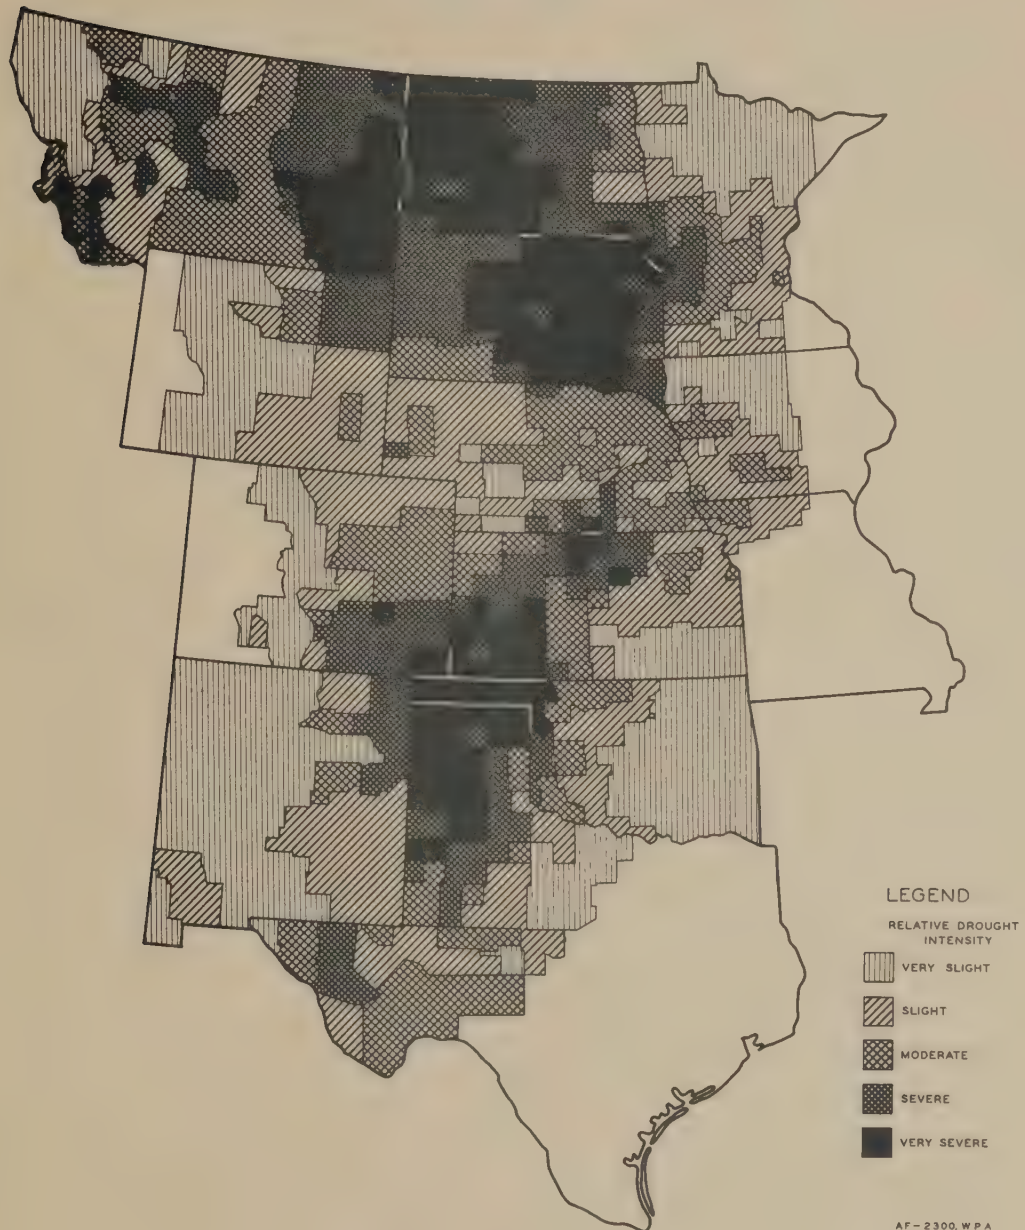 LEGEND
RELATIVE DROUGHT
INTENSITY
VERY SLIGHT
SLIGHT
MODERATE
SEVERE
VERY SEVERE
AF-2300, W P A